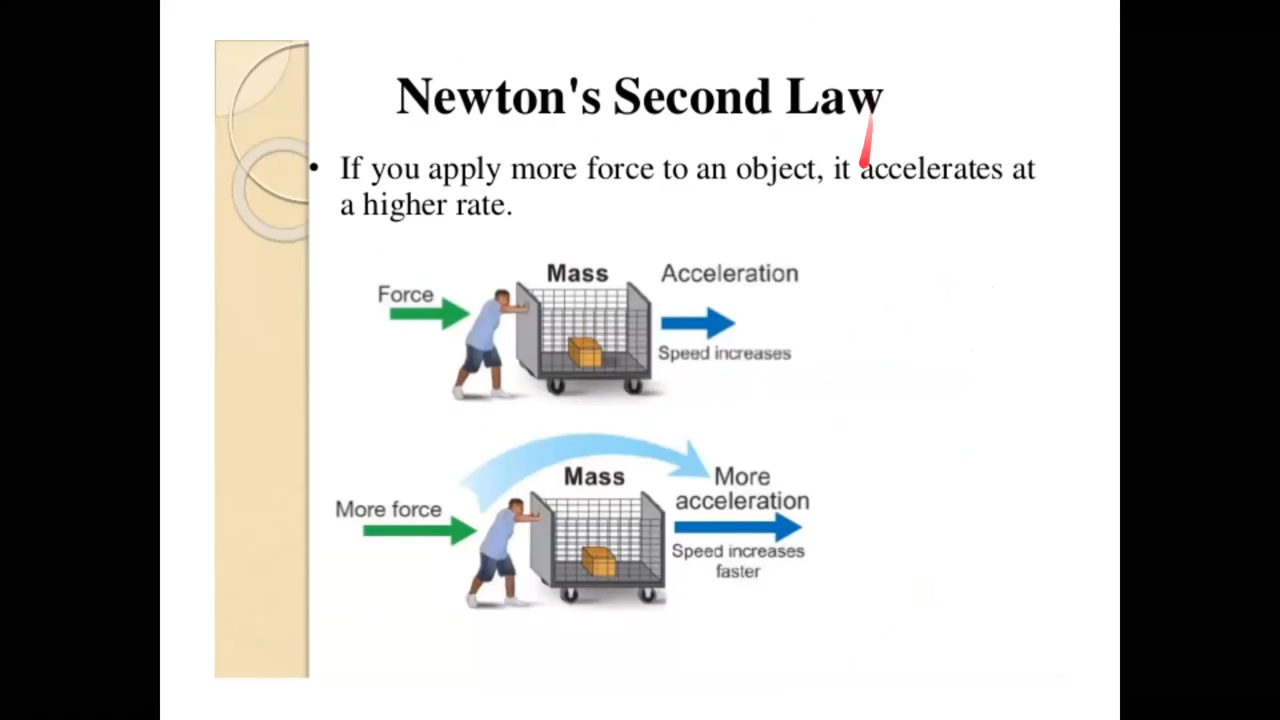 Newton's Second Law
• If you apply more force to an object, it accelerates at
a higher rate.
Mass
Acceleration
Force
Speed increases
Mass
More
acceleration
More force
Speed increases
faster